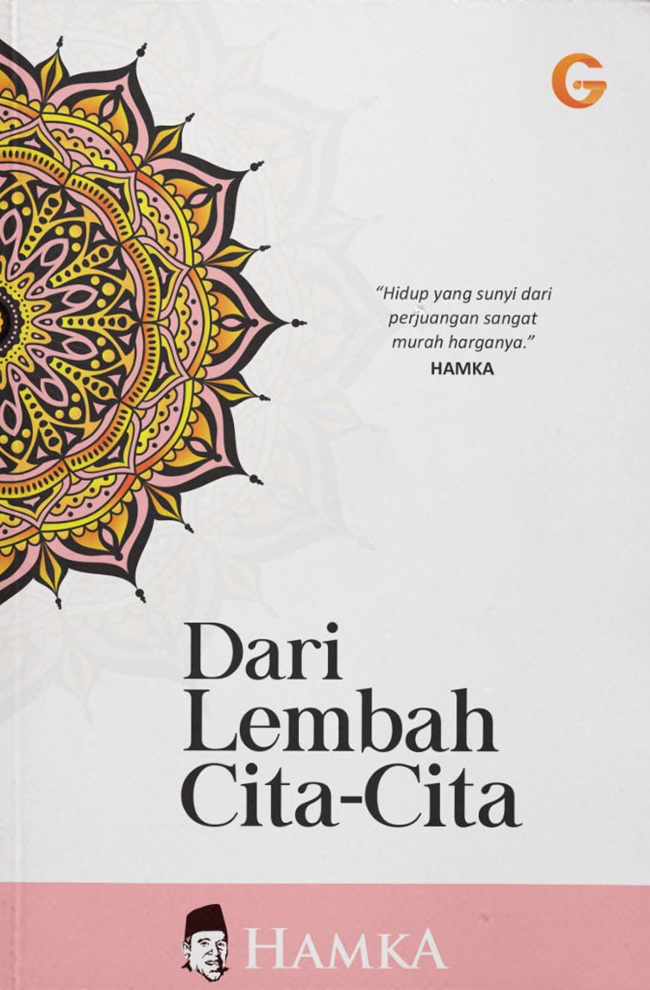 G
“Hidup yang sunyi dari
perjuangan sangat
murah harganya.”
HAMKA
Dari
Lembah
Cita-Cita
HAMKA